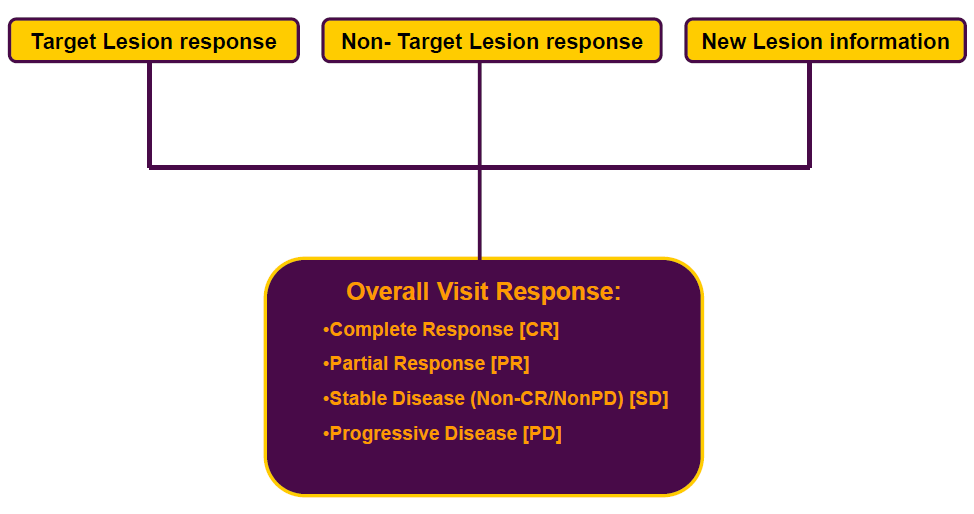 Target Lesion response
Non- Target Lesion response
New Lesion information
Overall Visit Response:
•Complete Response [CR]
•Partial Response [PR]
•Stable Disease (Non-CR/NonPD) [SD]
•Progressive Disease [PD]